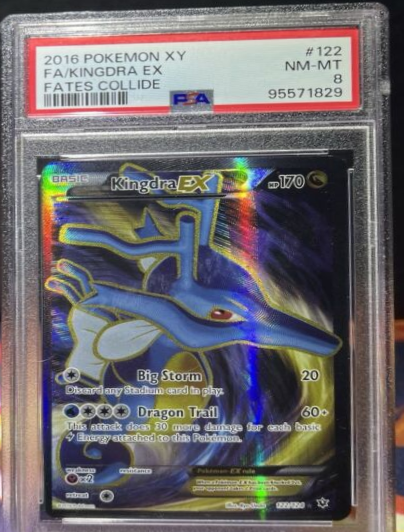 2016 POKEMON XY #122
FA/KINGDRA EX NM-MT
FATES COLLIDE 8
PSA 95571829
BASIC Kingdra EX HP170
Big Storm 20
Discard any Stadium card in play.
Dragon Trail 60+
This attack does 30 more damage for each basic
Energy attached to this Pokémon.
weakness resistance Pokémon-EX rule
×2
retreat
122/124